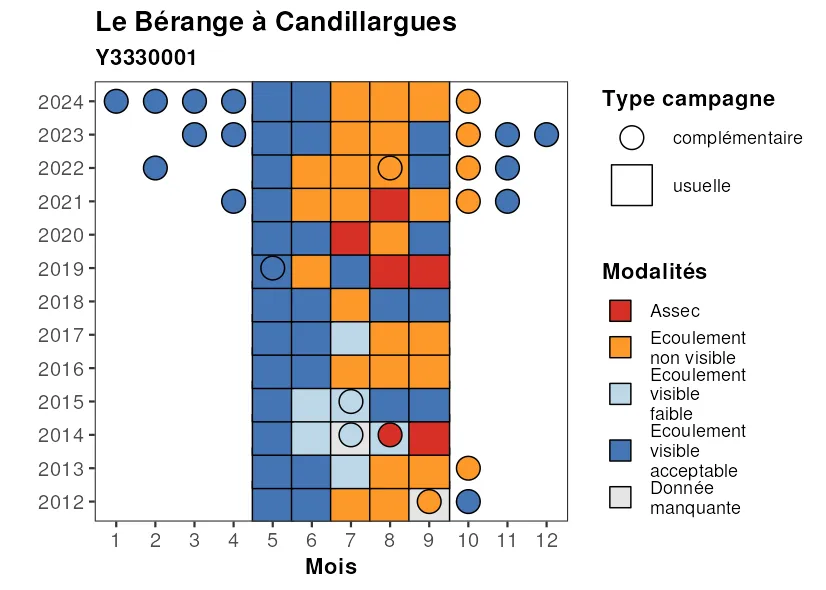 Le Bérange à Candillargues
Y3330001
2024
2023
2022
2021
2020
2019
2018
2017
2016
2015
2014
2013
2012
1 2 3 4 5 6 7 8 9 10 11 12
Mois
Type campagne
complémentaire
usuelle
Modalités
Assec
Ecoulement
non visible
Ecoulement
visible
faible
Ecoulement
visible
acceptable
Donnée
manquante